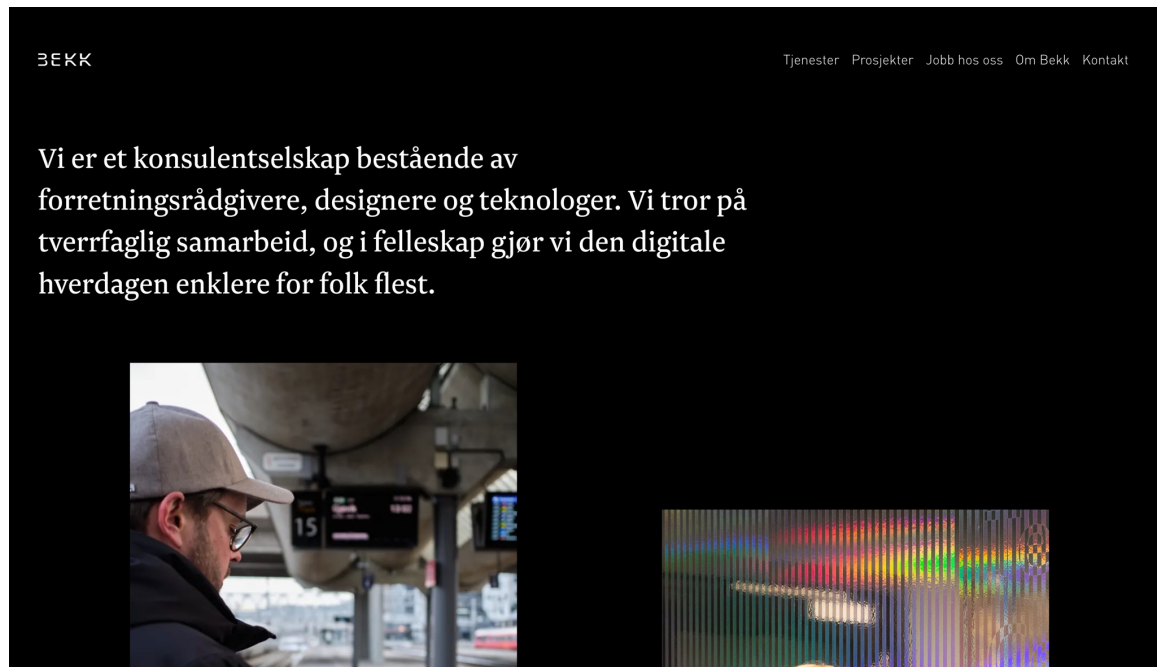 BEKK
Tjenester Prosjekter Jobb hos oss Om Bekk Kontakt
Vi er et konsulentselskap bestående av
forretningsrådgivere, designere og teknologer. Vi tror på
tverrfaglig samarbeid, og i felleskap gjør vi den digitale
hverdagen enklere for folk flest.
15